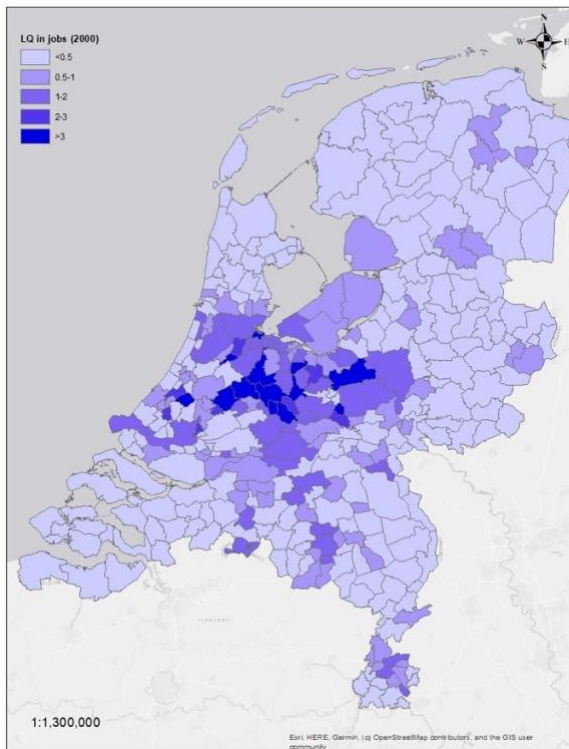 LQ in jobs (2000)
<0.5
0.5-1
1-2
2-3
>3
N
W
E
S
1:1,300,000
Esri, HERE, Garmin, (c) OpenStreetMap contributors, and the GIS user
community